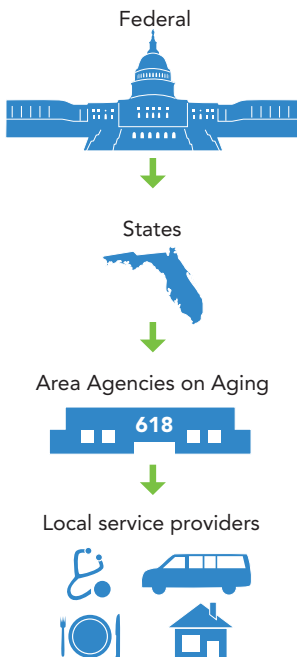 Federal
States
Area Agencies on Aging
618
Local service providers